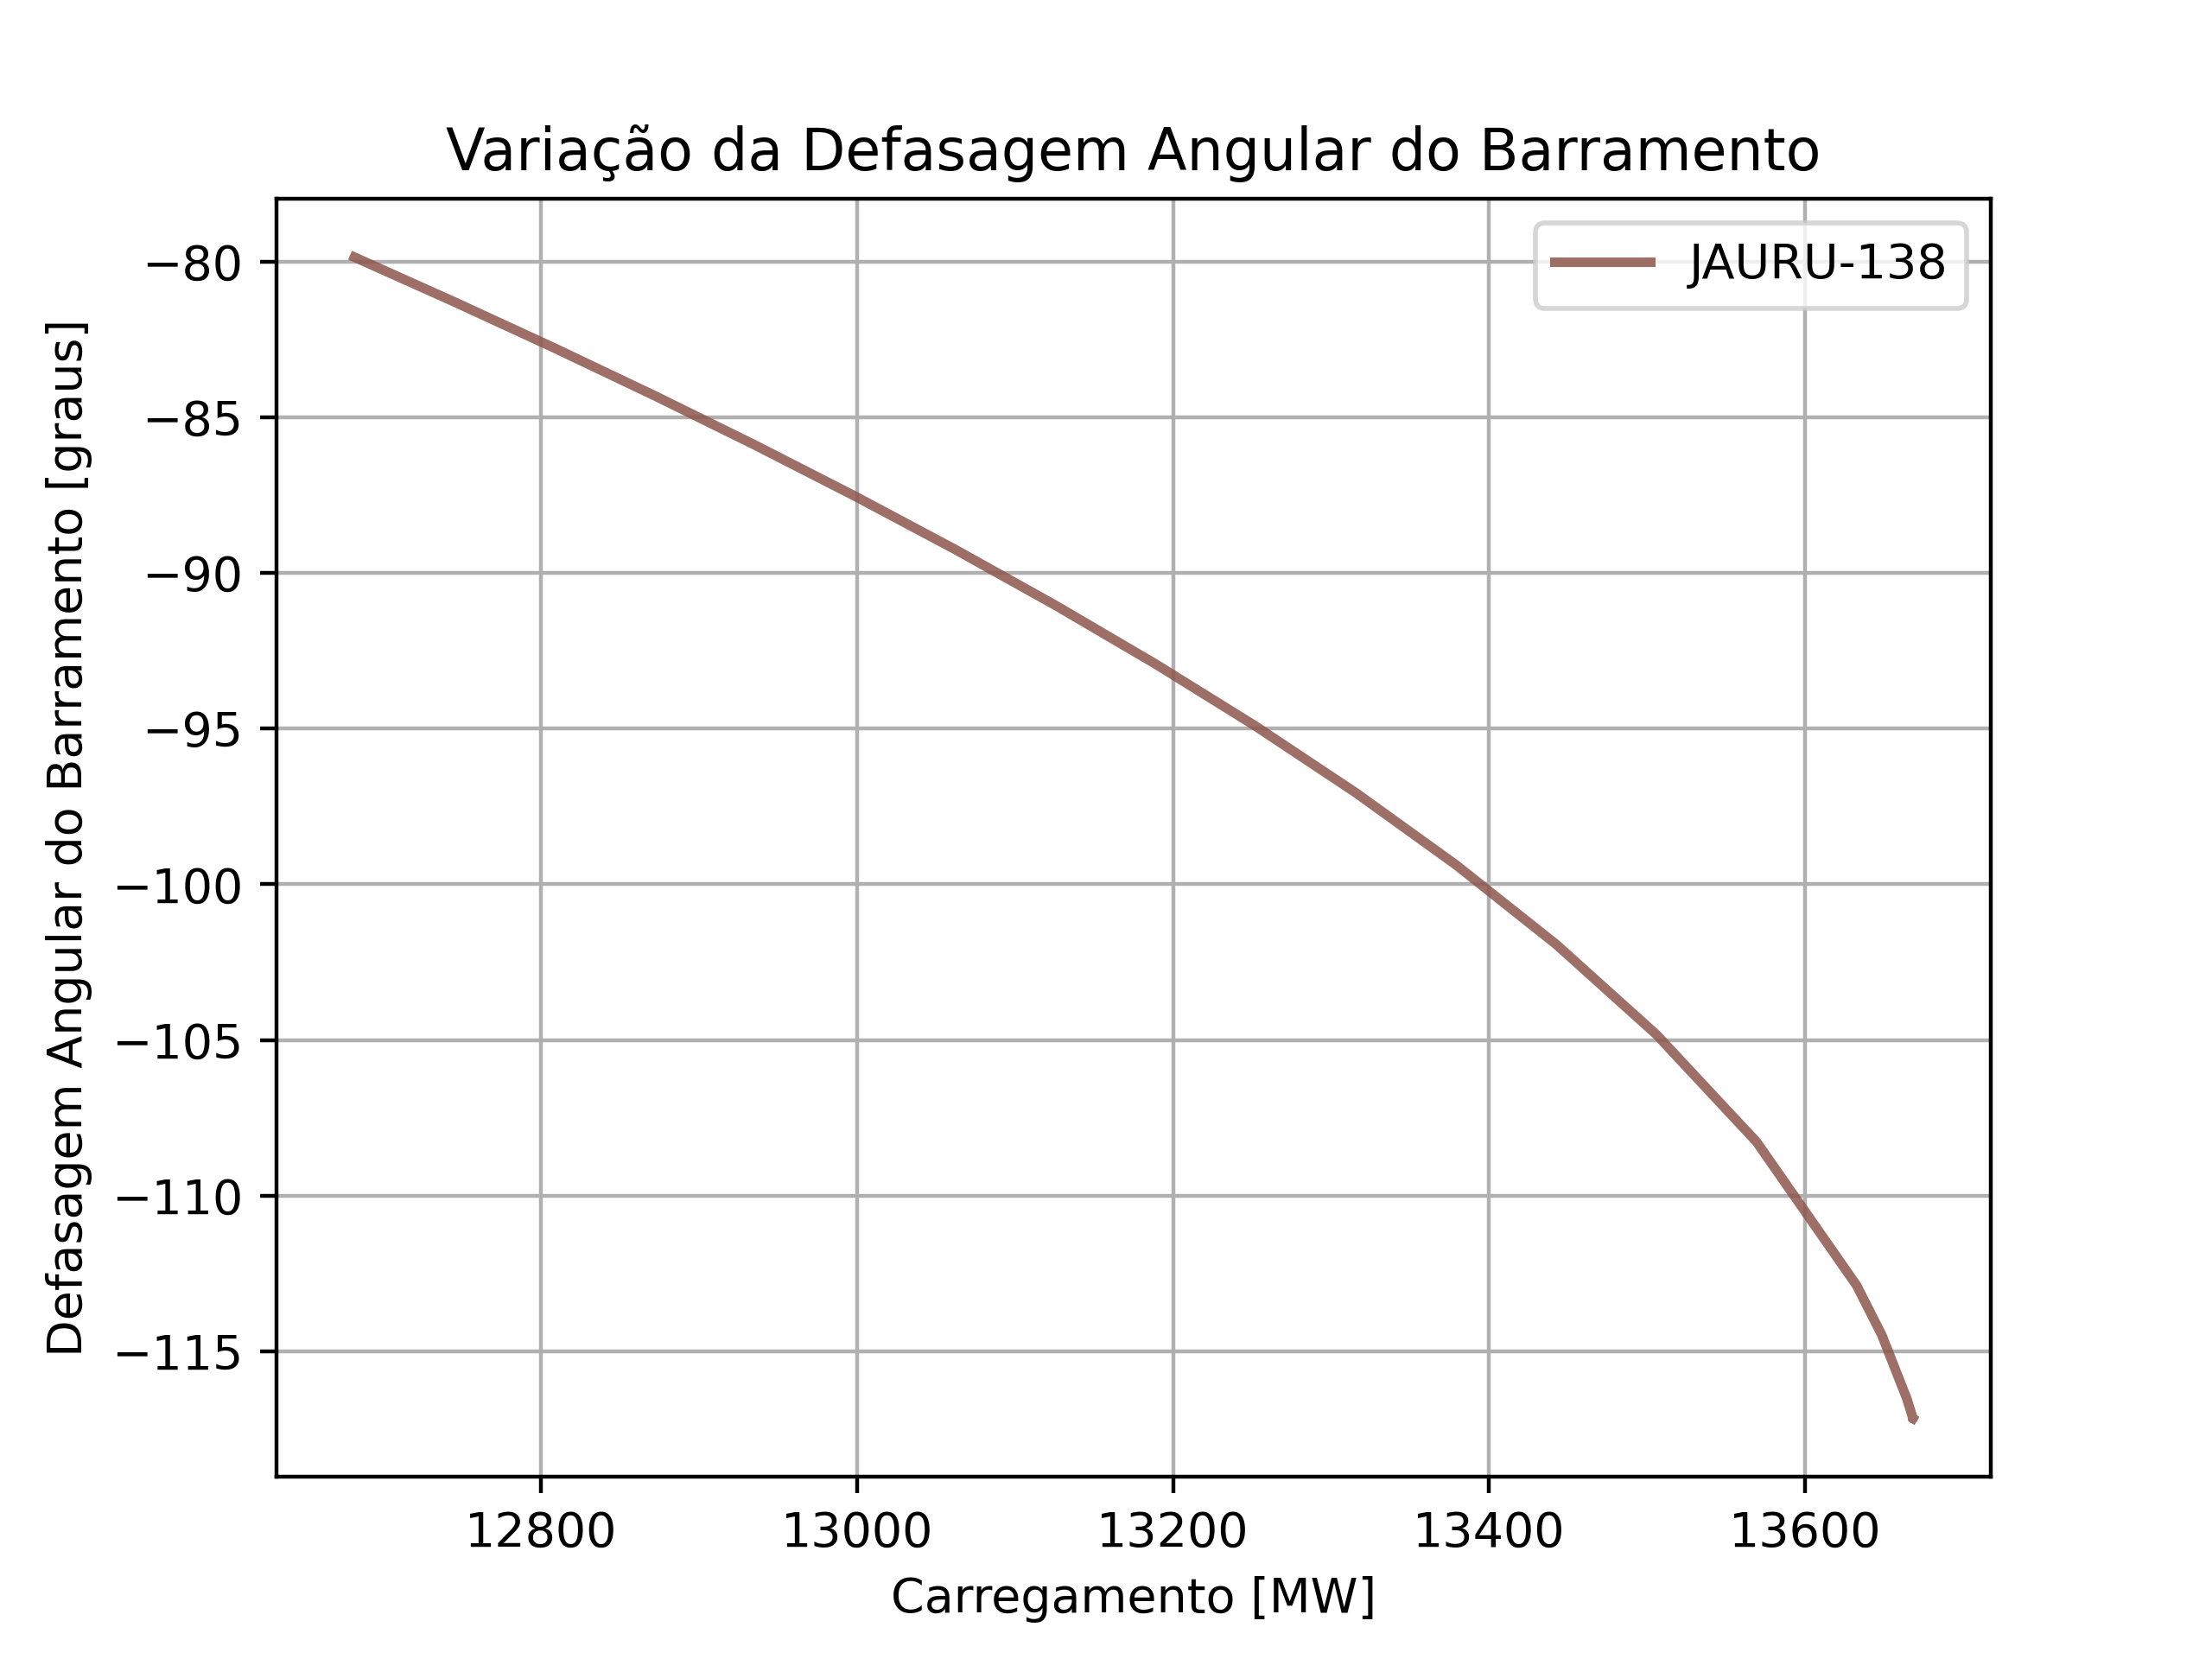 Variação da Defasagem Angular do Barramento
JAURU-138
Defasagem Angular do Barramento [graus]
−80
−85
−90
−95
−100
−105
−110
−115
12800 13000 13200 13400 13600
Carregamento [MW]